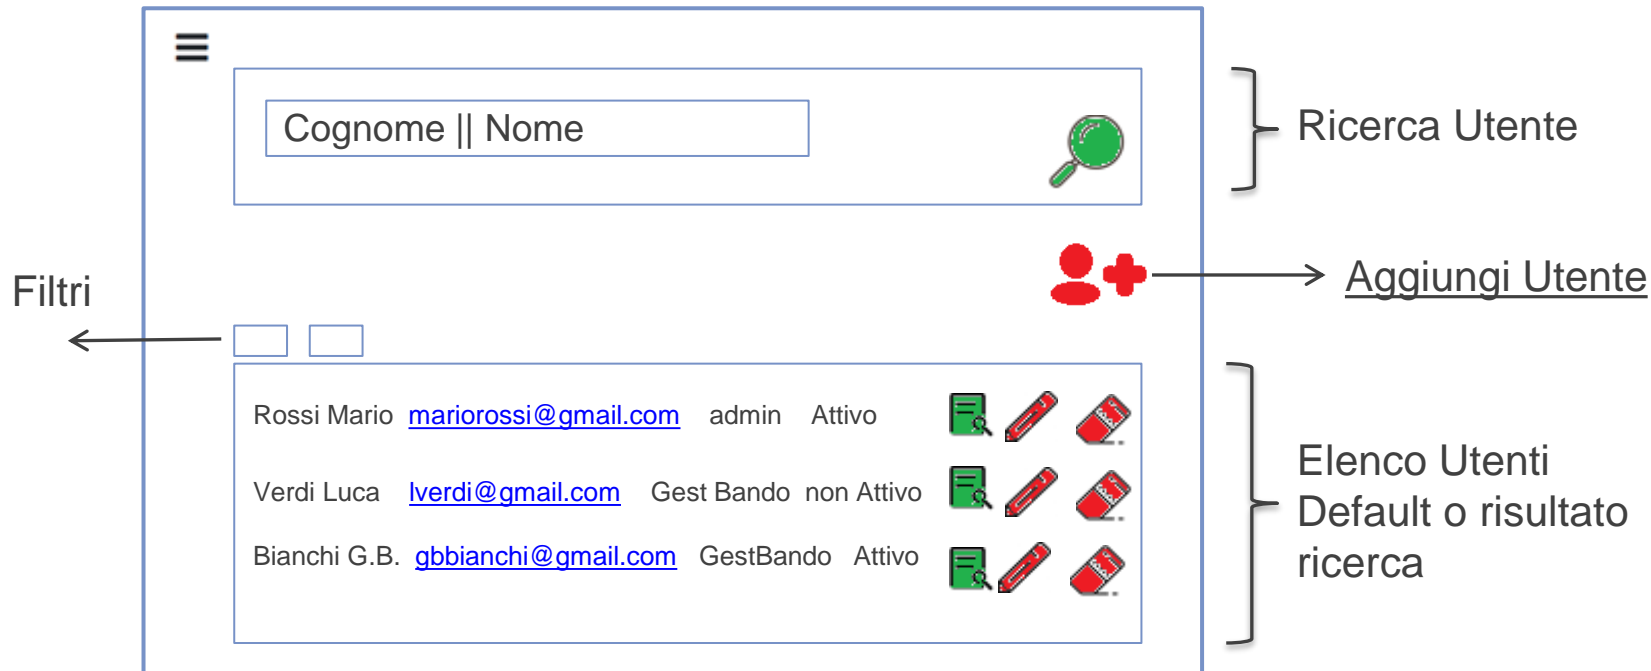 Cognome || Nome
Ricerca Utente
Aggiungi Utente
Filtri
Rossi Mario mariorossi@gmail.com admin Attivo
Verdi Luca lverdi@gmail.com Gest Bando non Attivo
Bianchi G.B. gbbianchi@gmail.com GestBando Attivo
Elenco Utenti
Default o risultato
ricerca